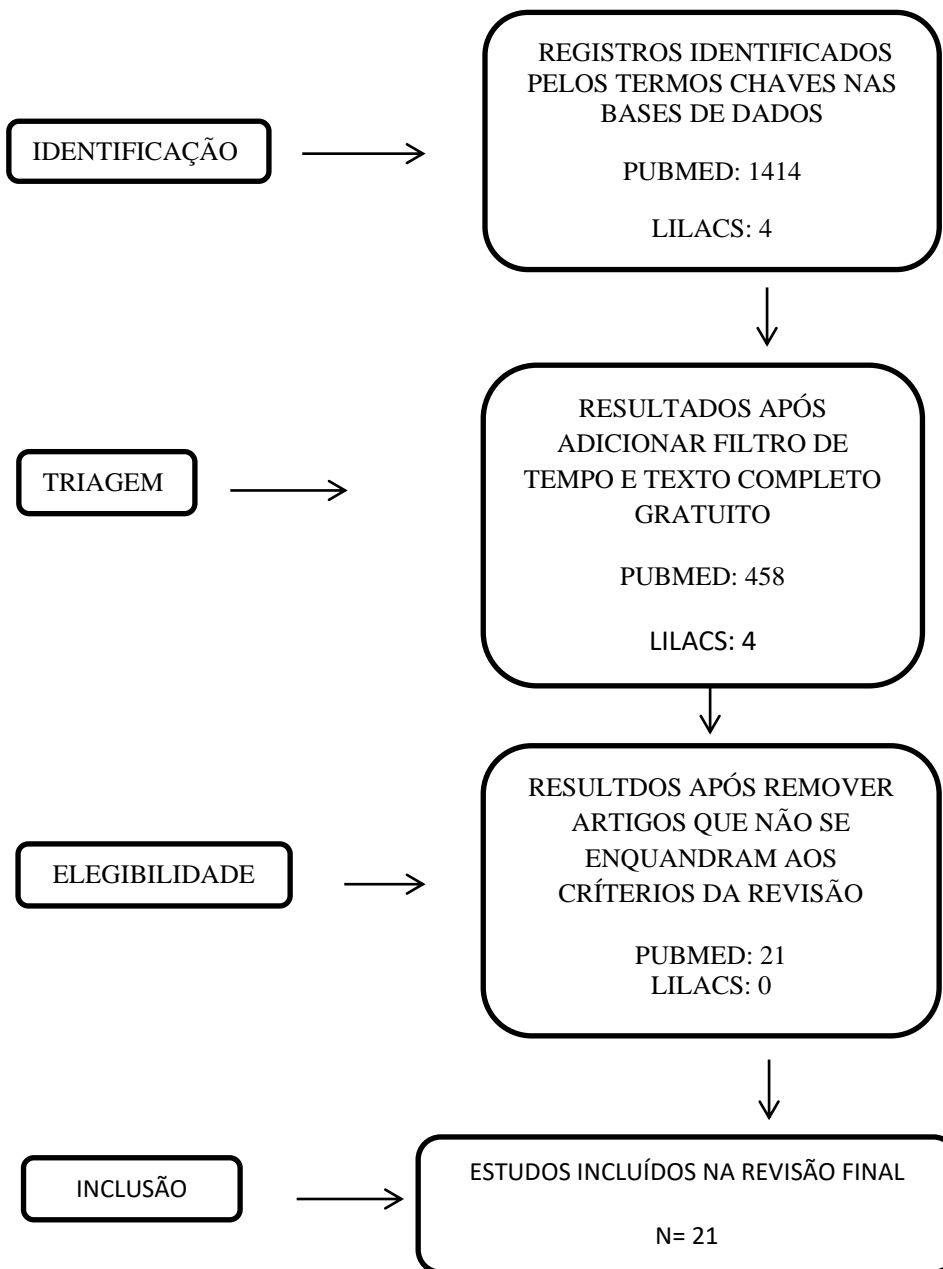 IDENTIFICAÇÃO
REGISTROS IDENTIFICADOS
PELOS TERMOS CHAVES NAS
BASES DE DADOS
PUBMED: 1414
LILACS: 4
TRIAGEM
RESULTADOS APÓS
ADICIONAR FILTRO DE
TEMPO E TEXTO COMPLETO
GRATUITO
PUBMED: 458
LILACS: 4
ELEGIBILIDADE
RESULTDOS APÓS REMOVER
ARTIGOS QUE NÃO SE
ENQUANDRAM AOS
CRÍTERIOS DA REVISÃO
PUBMED: 21
LILACS: 0
INCLUSÃO
ESTUDOS INCLUÍDOS NA REVISÃO FINAL
N= 21